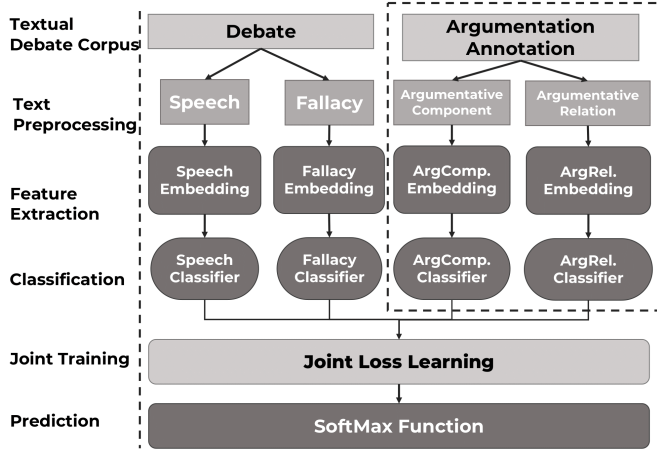 Textual
Debate Corpus
Debate
Argumentation
Annotation
Text
Preprocessing
Speech
Fallacy
Argumentative
Component
Argumentative
Relation
Feature
Extraction
Speech
Embedding
Fallacy
Embedding
ArgComp.
Embedding
ArgRel.
Embedding
Classification
Speech
Classifier
Fallacy
Classifier
ArgComp.
Classifier
ArgRel.
Classifier
Joint Training
Joint Loss Learning
Prediction
SoftMax Function